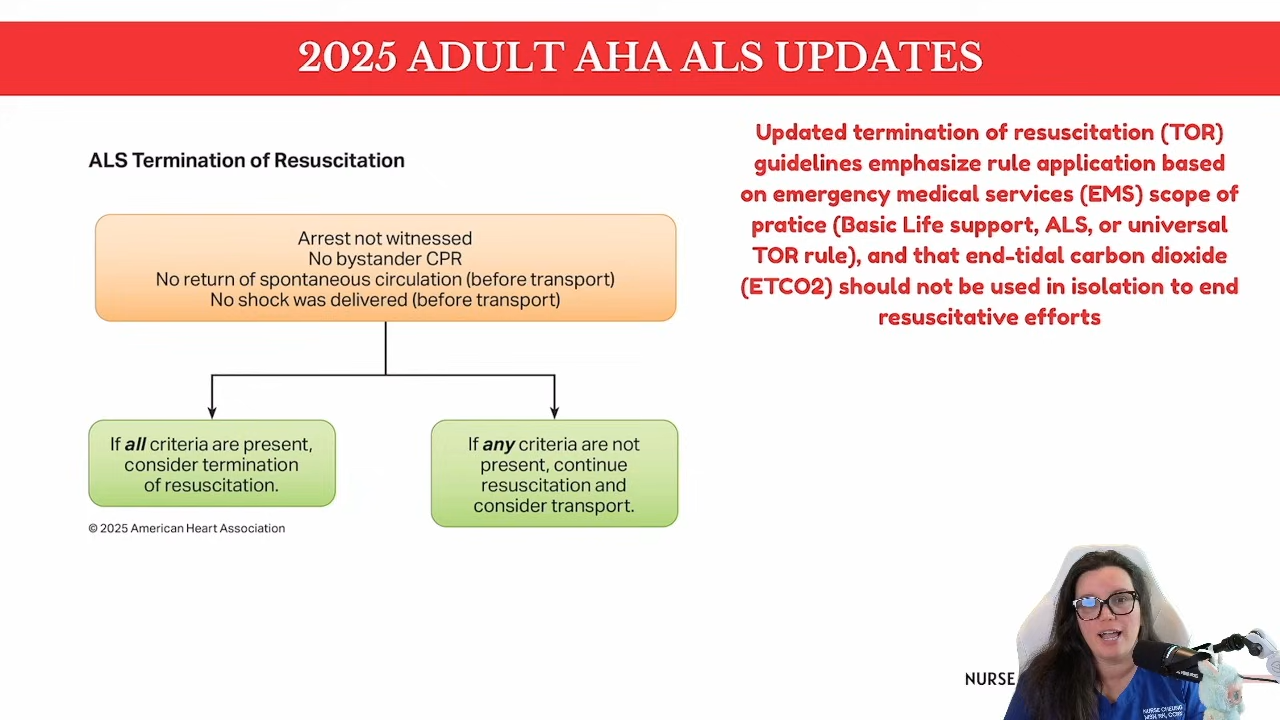 2025 ADULT AHA ALS UPDATES
ALS Termination of Resuscitation
Arrest not witnessed
No bystander CPR
No return of spontaneous circulation (before transport)
No shock was delivered (before transport)
If all criteria are present,
consider termination
of resuscitation.
If any criteria are not
present, continue
resuscitation and
consider transport.
© 2025 American Heart Association
Updated termination of resuscitation (TOR)
guidelines emphasize rule application based
on emergency medical services (EMS) scope of
pratice (Basic Life support, ALS, or universal
TOR rule), and that end-tidal carbon dioxide
(ETCO2) should not be used in isolation to end
resuscitative efforts
NURSE
NURSE CHEUNG